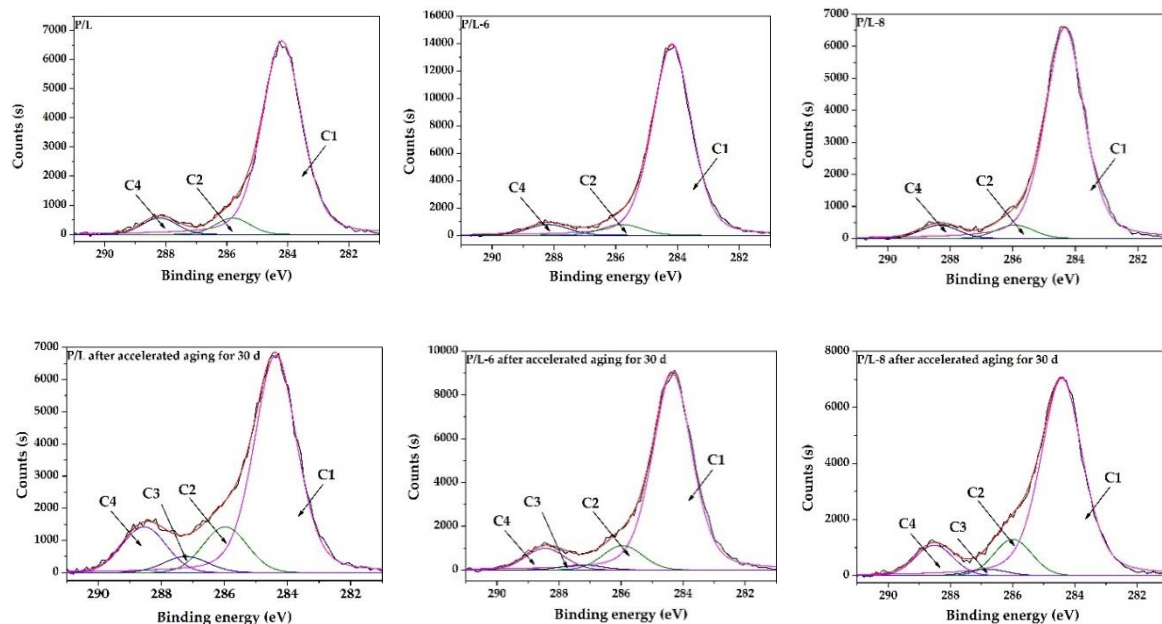 P/L
7000
6000
5000
4000
3000
2000
1000
0
Counts (s)
C4
C2
C1
290
288
286
284
282
Binding energy (eV)
P/L-6
16000
14000
12000
10000
8000
6000
4000
2000
0
Counts (s)
C4
C2
C1
290
288
286
284
282
Binding energy (eV)
P/L-8
7000
6000
5000
4000
3000
2000
1000
0
Counts (s)
C4
C2
C1
290
288
286
284
282
Binding energy (eV)
P/L after accelerated aging for 30 d
7000
6000
5000
4000
3000
2000
1000
0
Counts (s)
C4
C3
C2
C1
290
288
286
284
282
Binding energy (eV)
P/L-6 after accelerated aging for 30 d
10000
8000
6000
4000
2000
0
Counts (s)
C4
C3
C2
C1
290
288
286
284
282
Binding energy (eV)
P/L-8 after accelerated aging for 30 d
8000
6000
4000
2000
0
Counts (s)
C4
C3
C2
C1
290
288
286
284
282
Binding energy (eV)